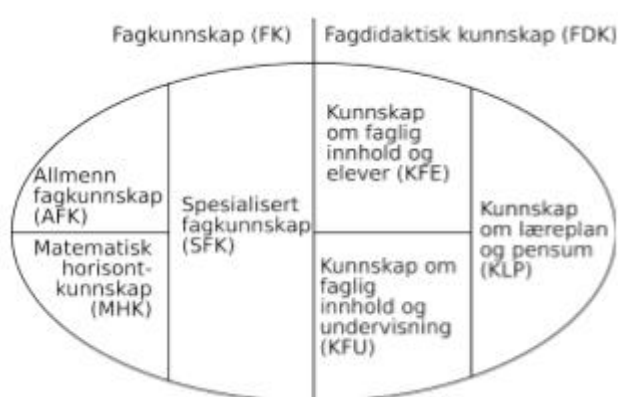 Fagkunnskap (FK)
Fagdidaktisk kunnskap (FDK)
Allmenn
fagkunnskap
(AFK)
Matematisk
horisont-
kunnskap
(MHK)
Spesialisert
fagkunnskap
(SFK)
Kunnskap
om faglig
innhold og
elever (KFE)
Kunnskap om
faglig
innhold og
undervisning
(KFU)
Kunnskap
om læreplan
og pensum
(KLP)